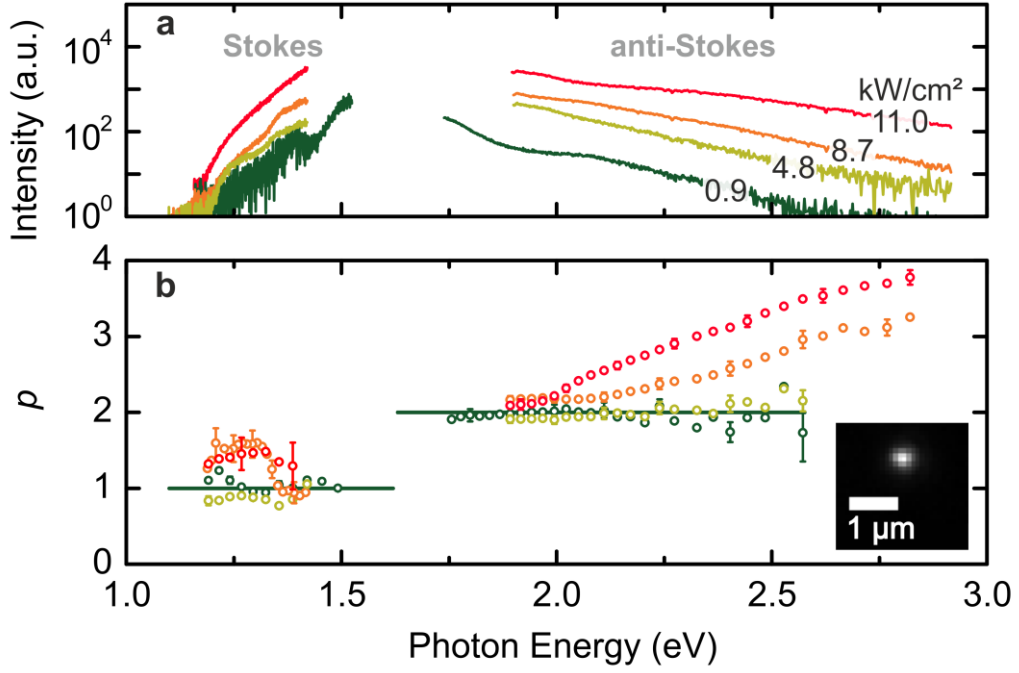 a
Stokes
anti-Stokes
kW/cm²
11.0
8.7
4.8
0.9
Intensity (a.u.)
10⁴
10²
10⁰
b
p
4
3
2
1
0
1 µm
1.0
1.5
2.0
2.5
3.0
Photon Energy (eV)